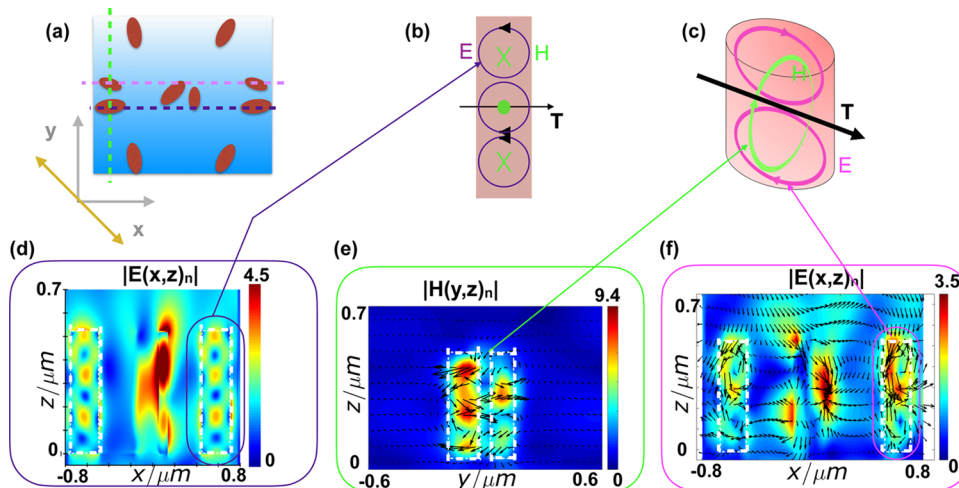 (a)
y
x
(b)
E
X
H
T
X
(c)
H
T
E
(d)
|E(x,z)ₙ|
4.5
0.7
z/μm
0
-0.8
x/μm
0.8
0
(e)
|H(y,z)ₙ|
9.4
0.7
z/μm
0
-0.6
y/μm
0.6
0
(f)
|E(x,z)ₙ|
3.5
0.7
z/μm
0
-0.8
x/μm
0.8
0